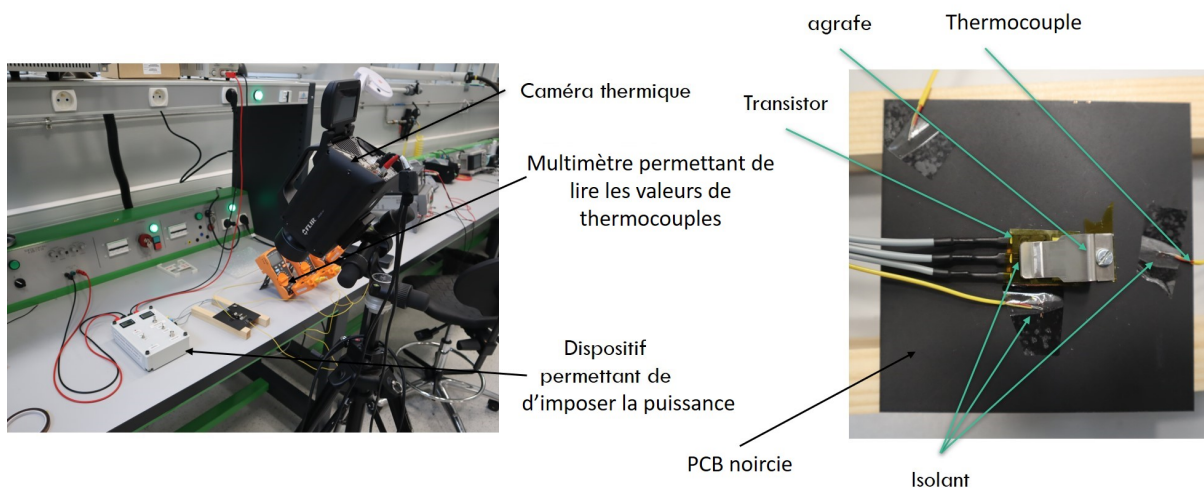 agrafe
Thermocouple
Caméra thermique
Transistor
Multimètre permettant de
lire les valeurs de
thermocouples
FLIR
Dispositif
permettant de
d'imposer la puissance
PCB noircie
Isolant